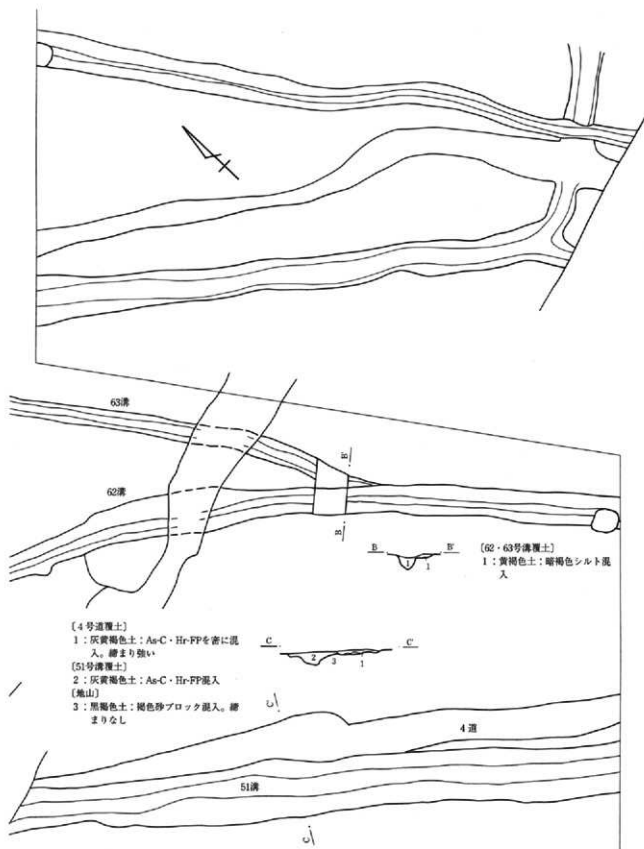 63溝
62溝
B
B'
B
B'
1
1
[62・63号溝覆土]
1:黄褐色土:暗褐色シルト混
入
[4号道覆土]
1:灰黄褐色土:As-C・Hr-FPを密に混
入。締まり強い
[51号溝覆土]
2:灰黄褐色土:As-C・Hr-FP混入
[地山]
3:黒褐色土:褐色砂ブロック混入。締
まりなし
C
C'
2
3
1
C'
4道
51溝
C